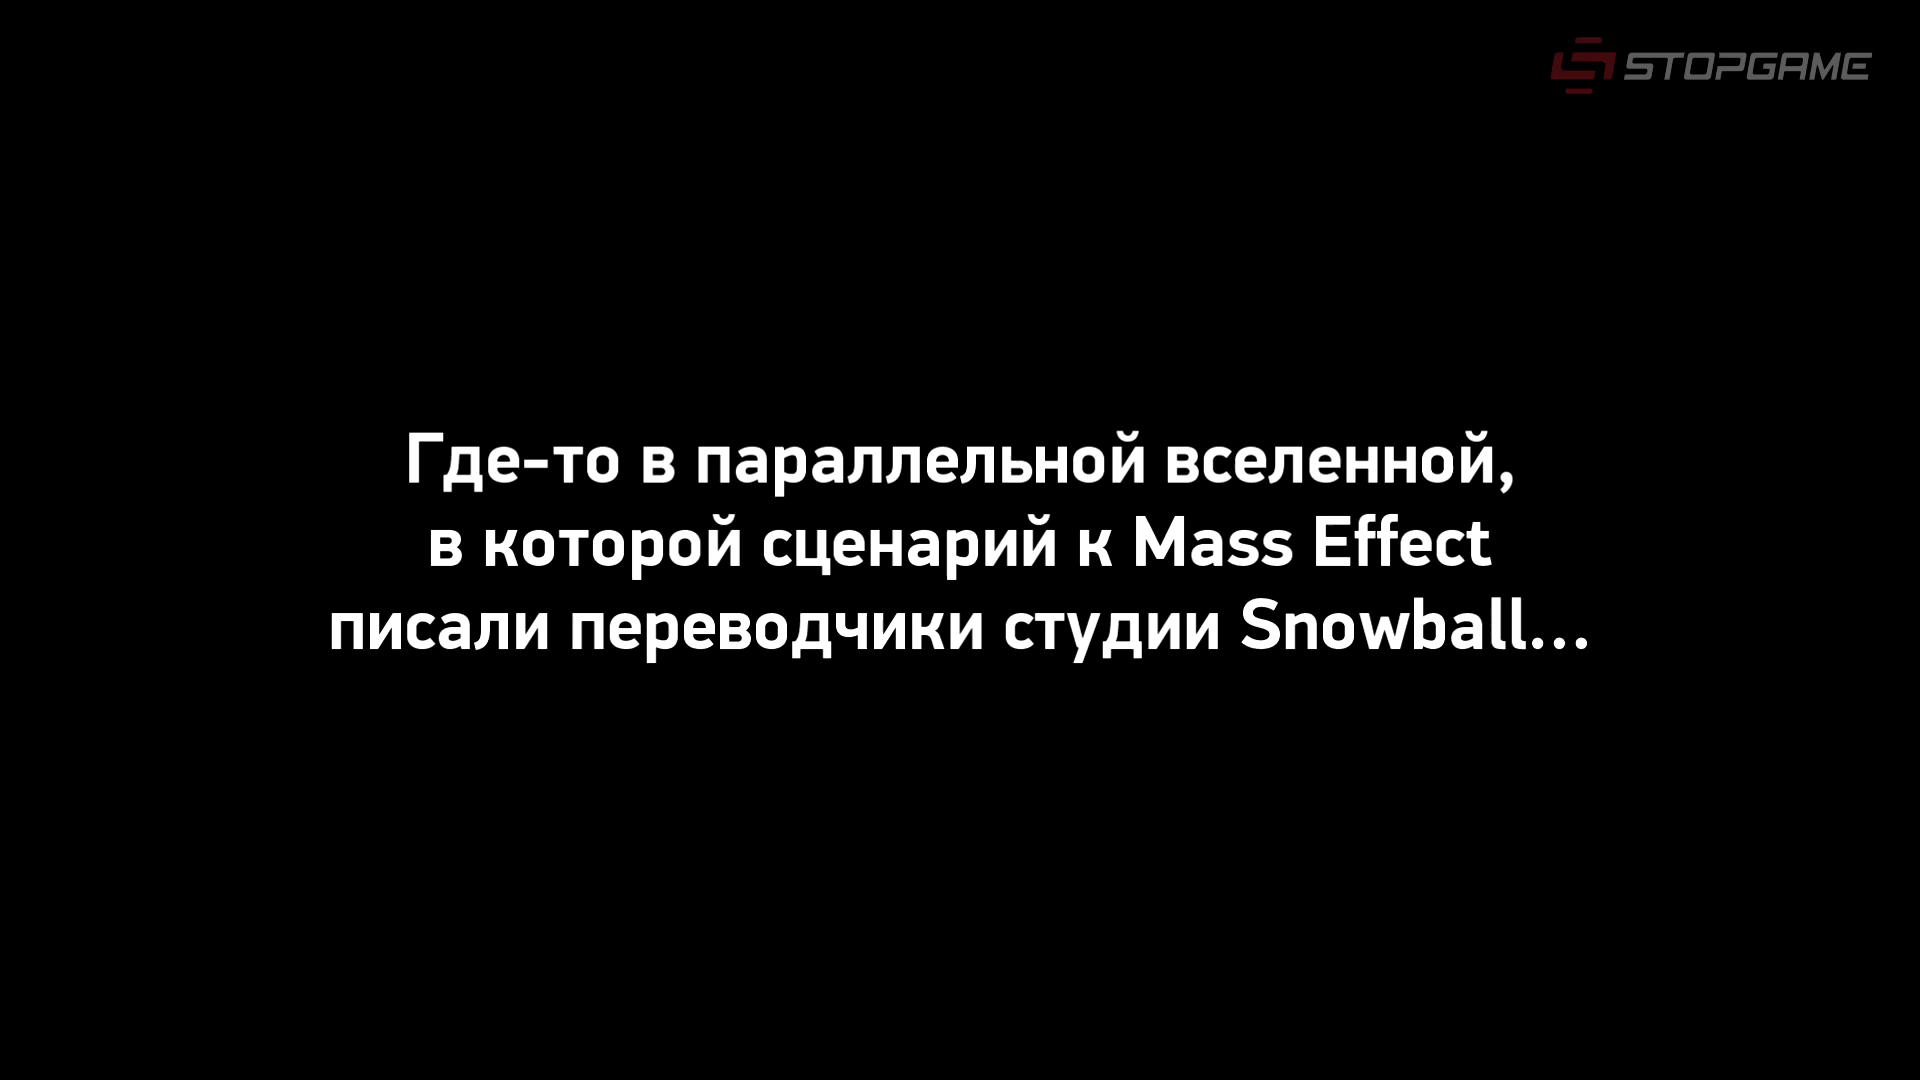 STOPGAME
Где-то в параллельной вселенной,
в которой сценарий к Mass Effect
писали переводчики студии Snowball...